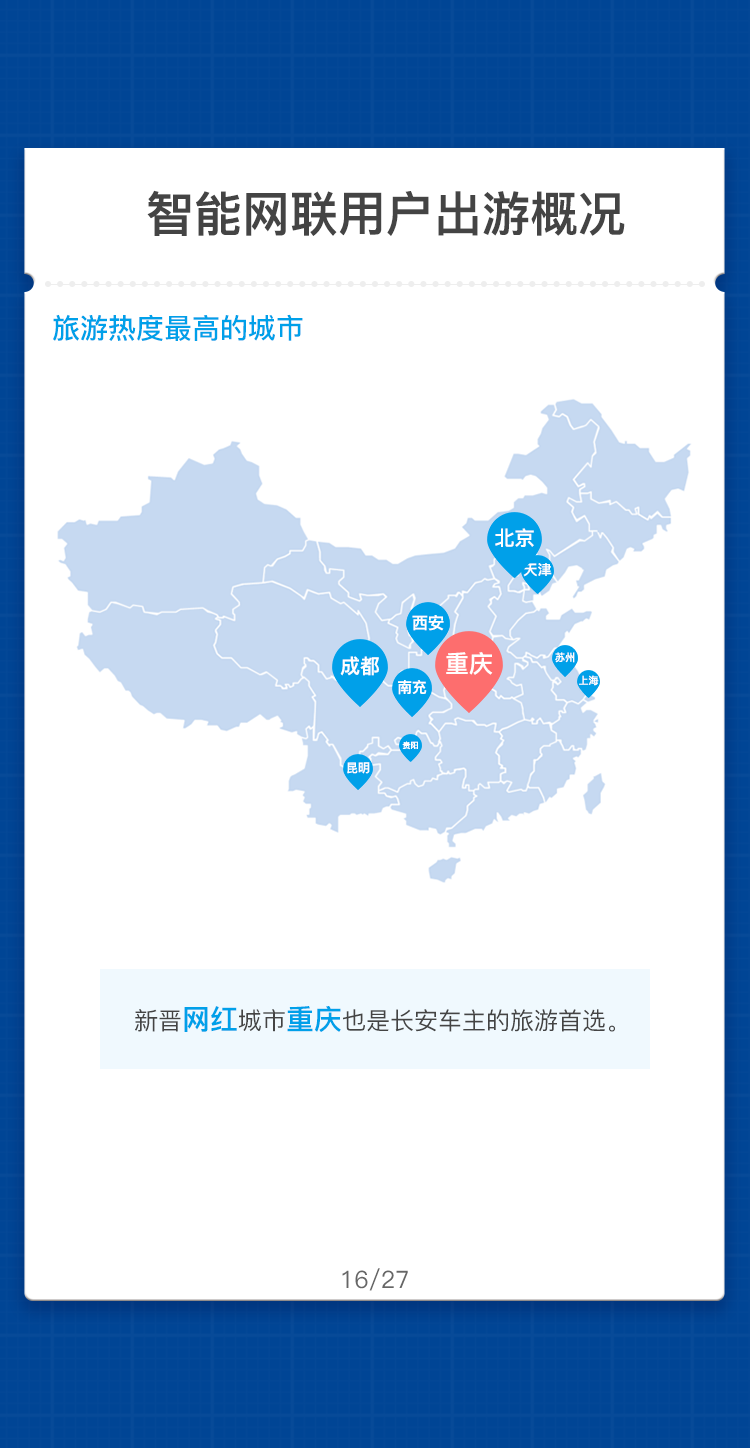 智能网联用户出游概况
旅游热度最高的城市
北京
天津
西安
重庆
成都
南充
苏州
上海
贵阳
昆明
新晋网红城市重庆也是长安车主的旅游首选。
16/27